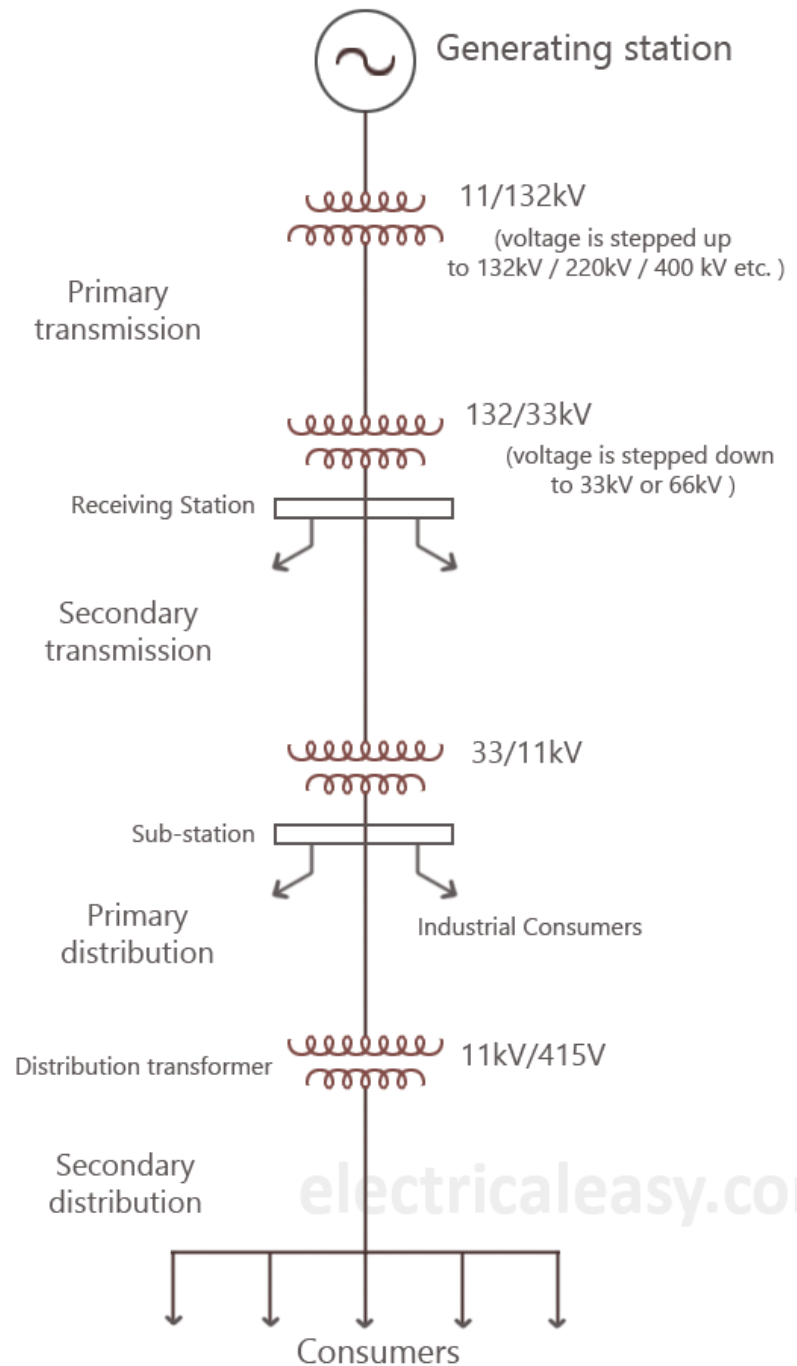 Generating station
11/132kV
(voltage is stepped up
to 132kV / 220kV / 400 kV etc. )
Primary
transmission
132/33kV
(voltage is stepped down
to 33kV or 66kV )
Receiving Station
Secondary
transmission
33/11kV
Sub-station
Primary
distribution
Industrial Consumers
Distribution transformer
11kV/415V
Secondary
distribution
electricaleasy.co
Consumers